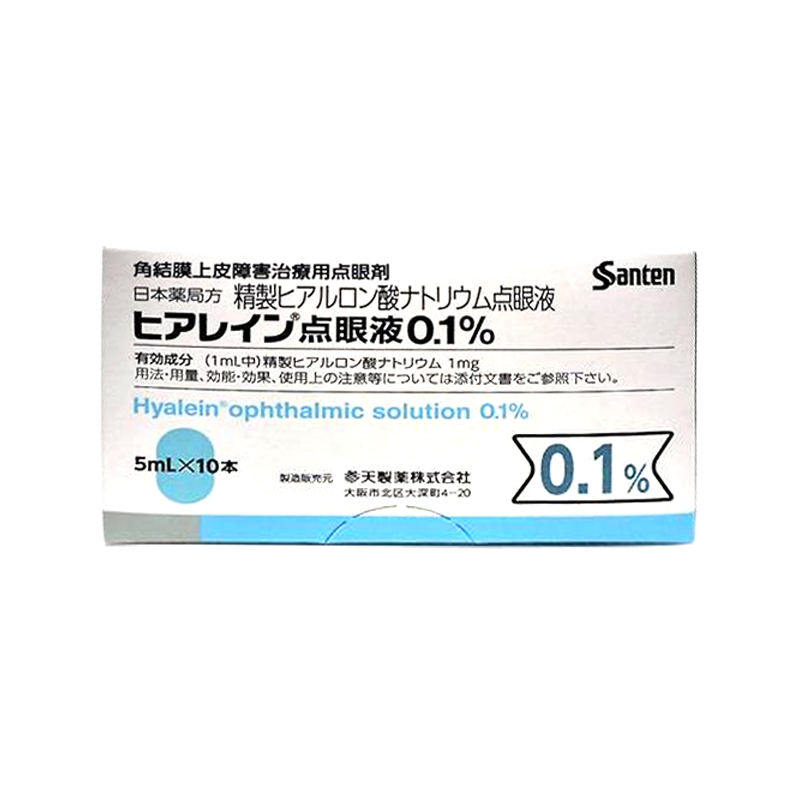 角結膜上皮障害治療用点眼剤
Santen
日本薬局方 精製ヒアルロン酸ナトリウム点眼液
ヒアレイン®点眼液0.1%
有効成分 (1mL中)精製ヒアルロン酸ナトリウム 1mg
用法・用量、効能・効果、使用上の注意等については添付文書をご参照下さい。
Hyalein® ophthalmic solution 0.1%
5mL×10本
0.1%
製造販売元 参天製薬株式会社
大阪市北区大深町4-20